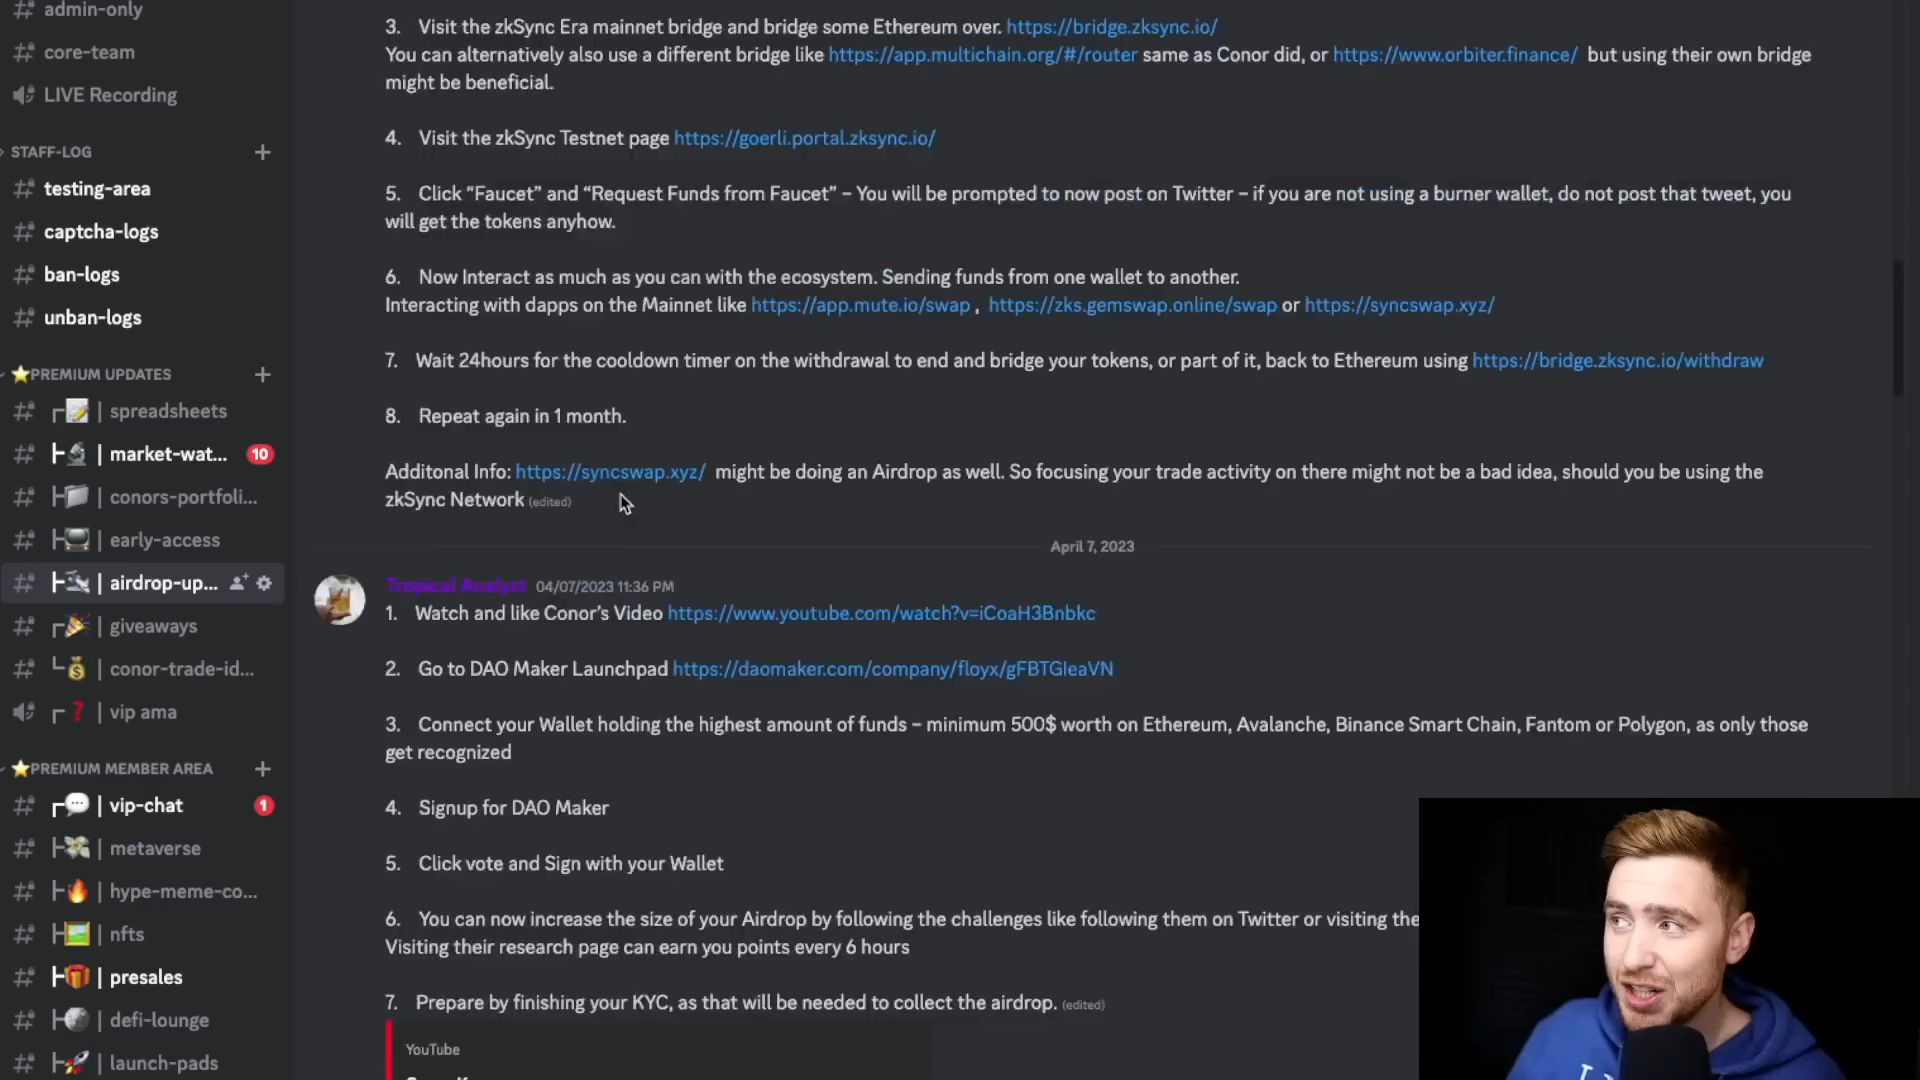 admin-only
core-team
LIVE Recording
STAFF-LOG
testing-area
captcha-logs
ban-logs
unban-logs
PREMIUM UPDATES
| spreadsheets
| market-wat... 10
| conors-portfoli...
| early-access
| airdrop-up...
| giveaways
| conor-trade-id...
| vip ama
PREMIUM MEMBER AREA
| vip-chat 1
| metaverse
| hype-meme-co...
| nfts
| presales
| defi-lounge
| launch-pads
3. Visit the zkSync Era mainnet bridge and bridge some Ethereum over. https://bridge.zksync.io/
You can alternatively also use a different bridge like https://app.multichain.org/#/router same as Conor did, or https://www.orbiter.finance/ but using their own bridge
might be beneficial.
4. Visit the zkSync Testnet page https://goerli.portal.zksync.io/
5. Click “Faucet” and “Request Funds from Faucet” – You will be prompted to now post on Twitter – if you are not using a burner wallet, do not post that tweet, you
will get the tokens anyhow.
6. Now Interact as much as you can with the ecosystem. Sending funds from one wallet to another.
Interacting with dapps on the Mainnet like https://app.mute.io/swap , https://zks.gemswap.online/swap or https://syncswap.xyz/
7. Wait 24hours for the cooldown timer on the withdrawal to end and bridge your tokens, or part of it, back to Ethereum using https://bridge.zksync.io/withdraw
8. Repeat again in 1 month.
Additonal Info: https://syncswap.xyz/ might be doing an Airdrop as well. So focusing your trade activity on there might not be a bad idea, should you be using the
zkSync Network (edited)
April 7, 2023
Tropical Analyst 04/07/2023 11:36 PM
1. Watch and like Conor’s Video https://www.youtube.com/watch?v=iCoaH3Bnbkc
2. Go to DAO Maker Launchpad https://daomaker.com/company/floyx/gFBTGleaVN
3. Connect your Wallet holding the highest amount of funds – minimum 500$ worth on Ethereum, Avalanche, Binance Smart Chain, Fantom or Polygon, as only those
get recognized
4. Signup for DAO Maker
5. Click vote and Sign with your Wallet
6. You can now increase the size of your Airdrop by following the challenges like following them on Twitter or visiting the
Visiting their research page can earn you points every 6 hours
7. Prepare by finishing your KYC, as that will be needed to collect the airdrop. (edited)
YouTube